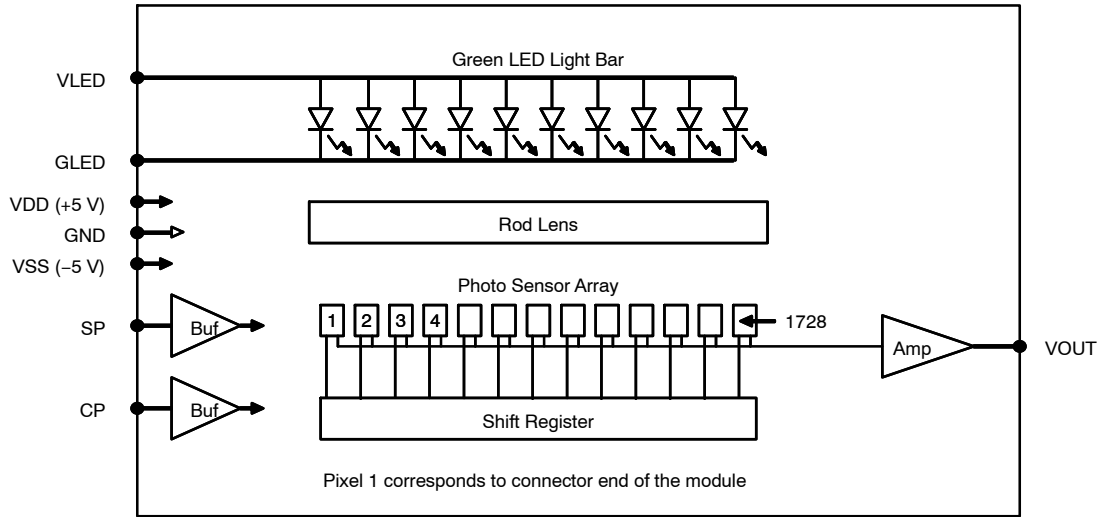 Green LED Light Bar
VLED
GLED
VDD (+5 V)
GND
VSS (−5 V)
Rod Lens
Photo Sensor Array
SP
Buf
1 2 3 4
1728
Amp
VOUT
CP
Buf
Shift Register
Pixel 1 corresponds to connector end of the module